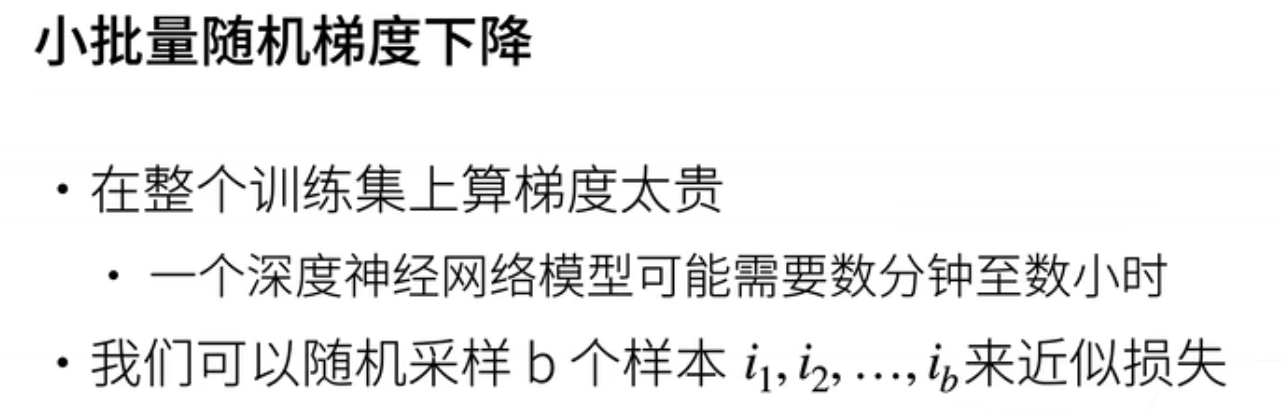 小批量随机梯度下降
• 在整个训练集上算梯度太贵
• 一个深度神经网络模型可能需要数分钟至数小时
• 我们可以随机采样 b 个样本 i₁, i₂, …, i_b 来近似损失